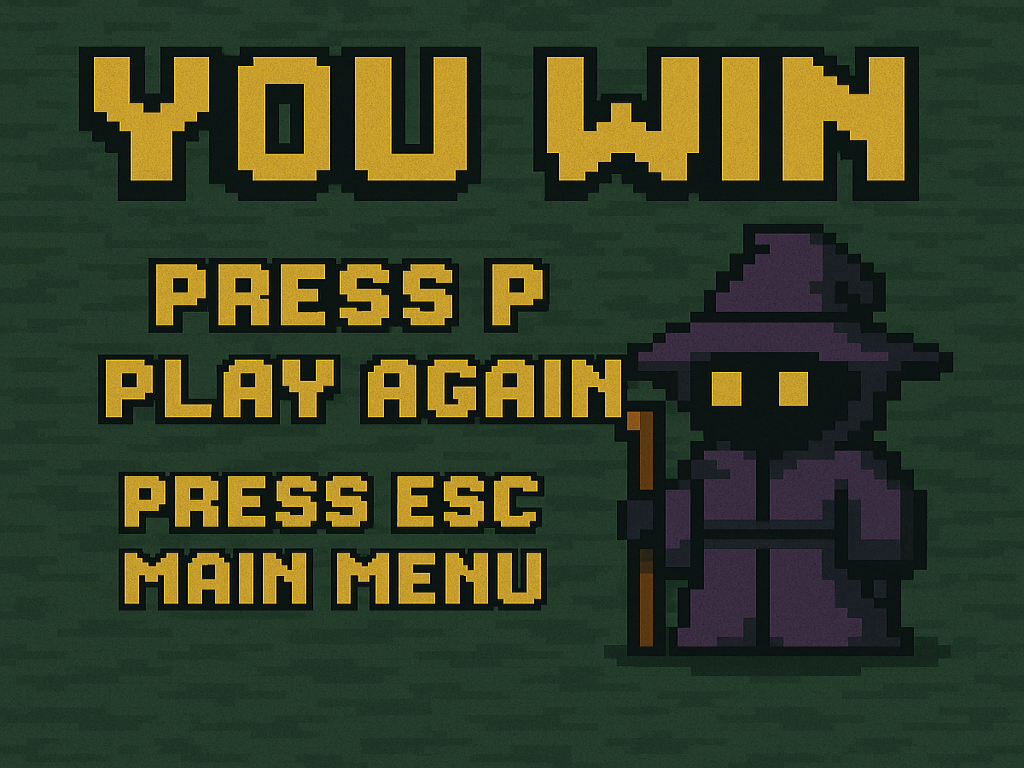 YOU WIN
PRESS P
PLAY AGAIN
PRESS ESC
MAIN MENU